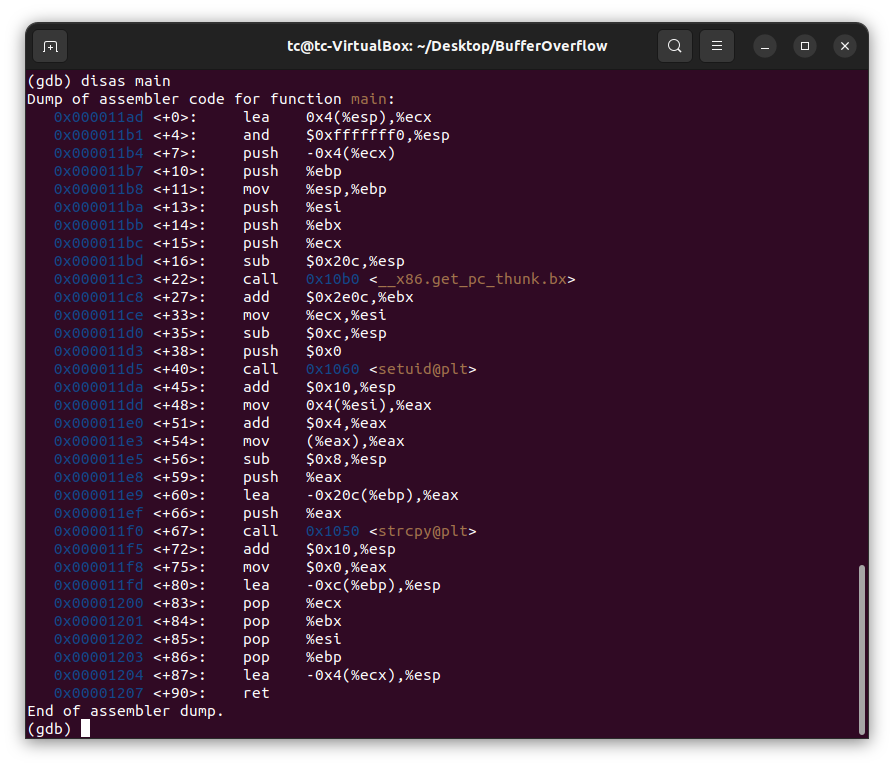 tc@tc-VirtualBox: ~/Desktop/BufferOverflow
(gdb) disas main
Dump of assembler code for function main:
   0x000011ad <+0>:     lea    0x4(%esp),%ecx
   0x000011b1 <+4>:     and    $0xfffffff0,%esp
   0x000011b4 <+7>:     push   -0x4(%ecx)
   0x000011b7 <+10>:    push   %ebp
   0x000011b8 <+11>:    mov    %esp,%ebp
   0x000011ba <+13>:    push   %esi
   0x000011bb <+14>:    push   %ebx
   0x000011bc <+15>:    push   %ecx
   0x000011bd <+16>:    sub    $0x20c,%esp
   0x000011c3 <+22>:    call   0x10b0 <__x86.get_pc_thunk.bx>
   0x000011c8 <+27>:    add    $0x2e0c,%ebx
   0x000011ce <+33>:    mov    %ecx,%esi
   0x000011d0 <+35>:    sub    $0xc,%esp
   0x000011d3 <+38>:    push   $0x0
   0x000011d5 <+40>:    call   0x1060 <setuid@plt>
   0x000011da <+45>:    add    $0x10,%esp
   0x000011dd <+48>:    mov    0x4(%esi),%eax
   0x000011e0 <+51>:    add    $0x4,%eax
   0x000011e3 <+54>:    mov    (%eax),%eax
   0x000011e5 <+56>:    sub    $0x8,%esp
   0x000011e8 <+59>:    push   %eax
   0x000011e9 <+60>:    lea    -0x20c(%ebp),%eax
   0x000011ef <+66>:    push   %eax
   0x000011f0 <+67>:    call   0x1050 <strcpy@plt>
   0x000011f5 <+72>:    add    $0x10,%esp
   0x000011f8 <+75>:    mov    $0x0,%eax
   0x000011fd <+80>:    lea    -0xc(%ebp),%esp
   0x00001200 <+83>:    pop    %ecx
   0x00001201 <+84>:    pop    %ebx
   0x00001202 <+85>:    pop    %esi
   0x00001203 <+86>:    pop    %ebp
   0x00001204 <+87>:    lea    -0x4(%ecx),%esp
   0x00001207 <+90>:    ret
End of assembler dump.
(gdb)